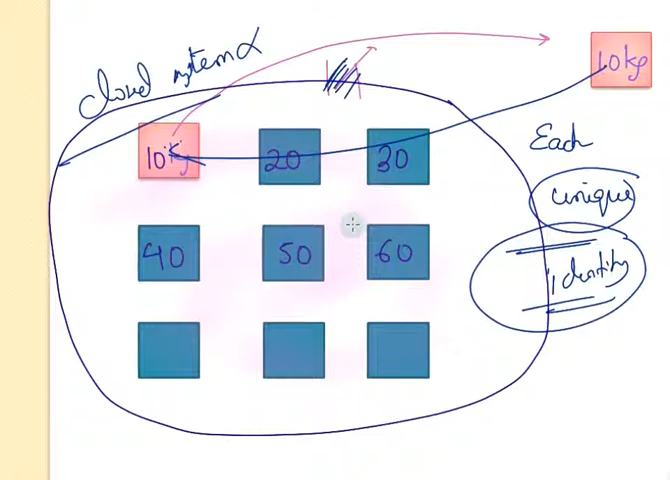 closed system α
10kg
10kg
20
30
Each
unique
40
50
60
identity